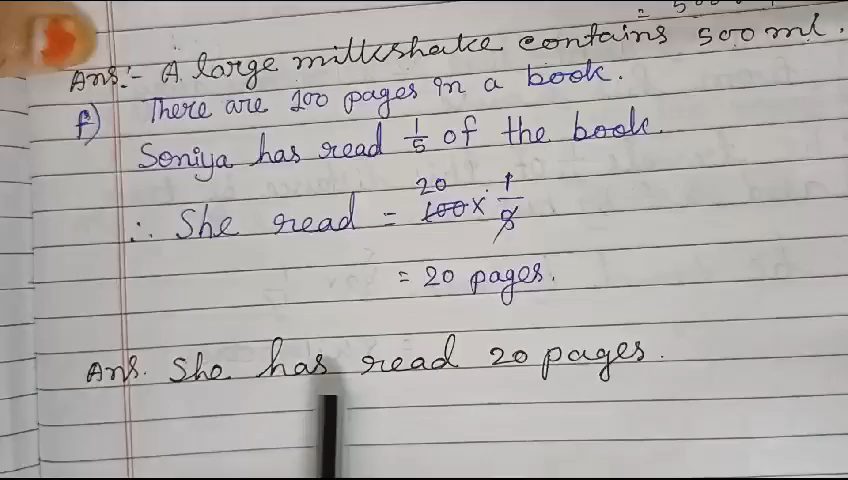 Ans:- A large milkshake contains 500 ml.
f) There are 100 pages in a book.
Soniya has read 1/5 of the book.
∴ She read = 20 100 × 1/5
= 20 pages.
Ans. She has read 20 pages.